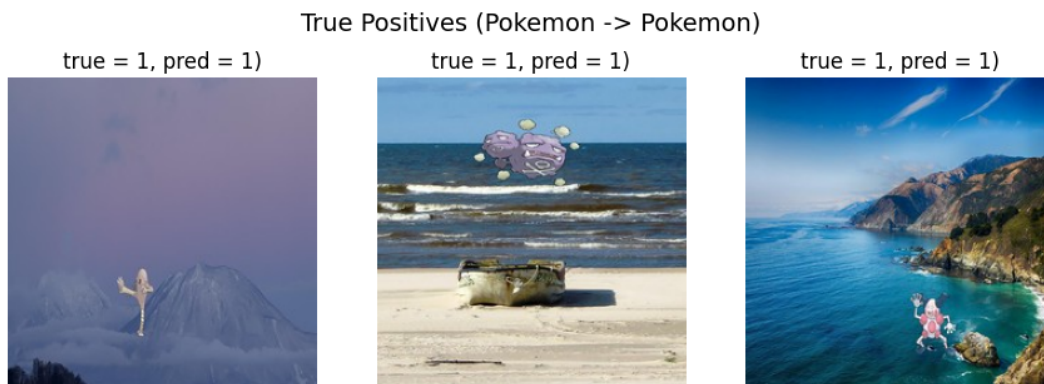 True Positives (Pokemon -> Pokemon)
true = 1, pred = 1)
true = 1, pred = 1)
true = 1, pred = 1)